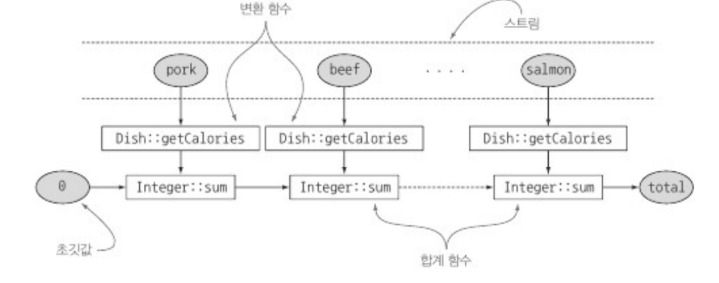 변환 함수
스트림
pork beef .... salmon
Dish::getCalories Dish::getCalories Dish::getCalories
0 Integer::sum Integer::sum Integer::sum total
초깃값
합계 함수